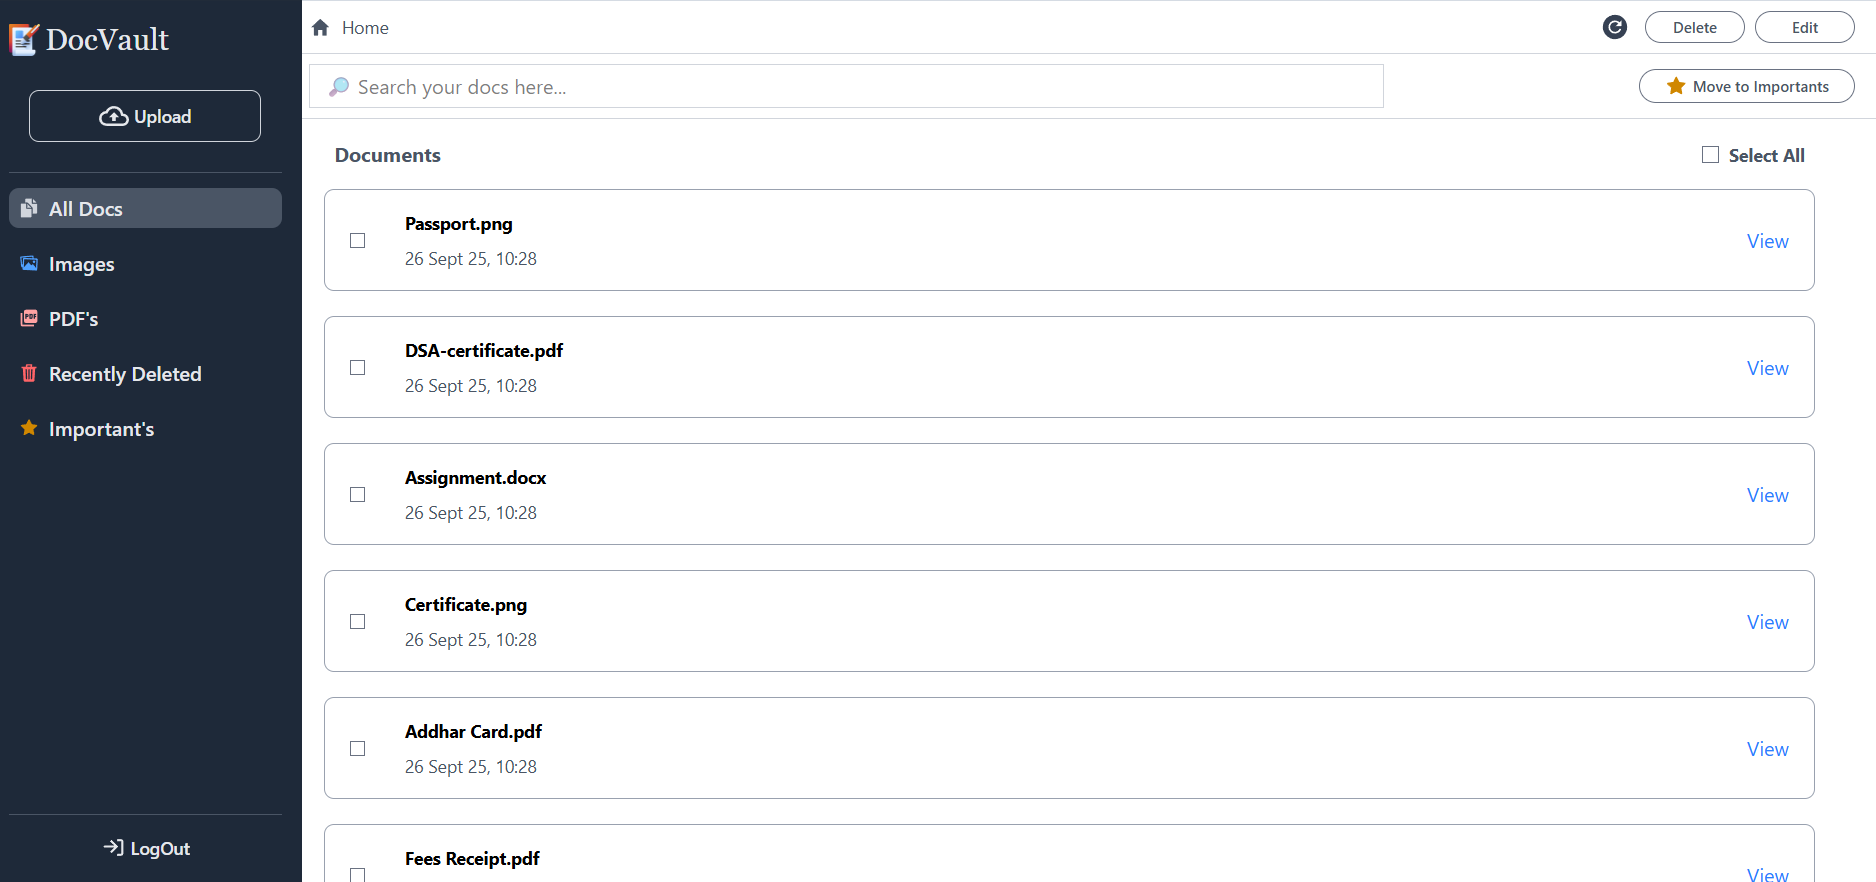 DocVault
Upload
All Docs
Images
PDF's
Recently Deleted
Important's
LogOut
Home
Delete
Edit
Search your docs here...
Move to Importants
Documents
Select All
Passport.png
26 Sept 25, 10:28
View
DSA-certificate.pdf
26 Sept 25, 10:28
View
Assignment.docx
26 Sept 25, 10:28
View
Certificate.png
26 Sept 25, 10:28
View
Addhar Card.pdf
26 Sept 25, 10:28
View
Fees Receipt.pdf
View